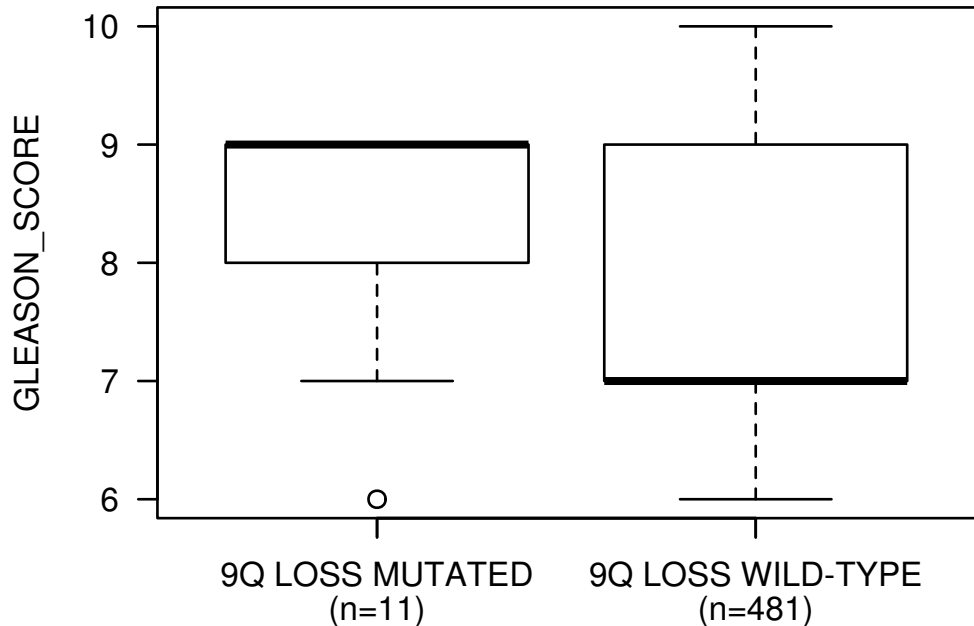 GLEASON_SCORE
10
9
8
7
6
9Q LOSS MUTATED
(n=11)
9Q LOSS WILD-TYPE
(n=481)